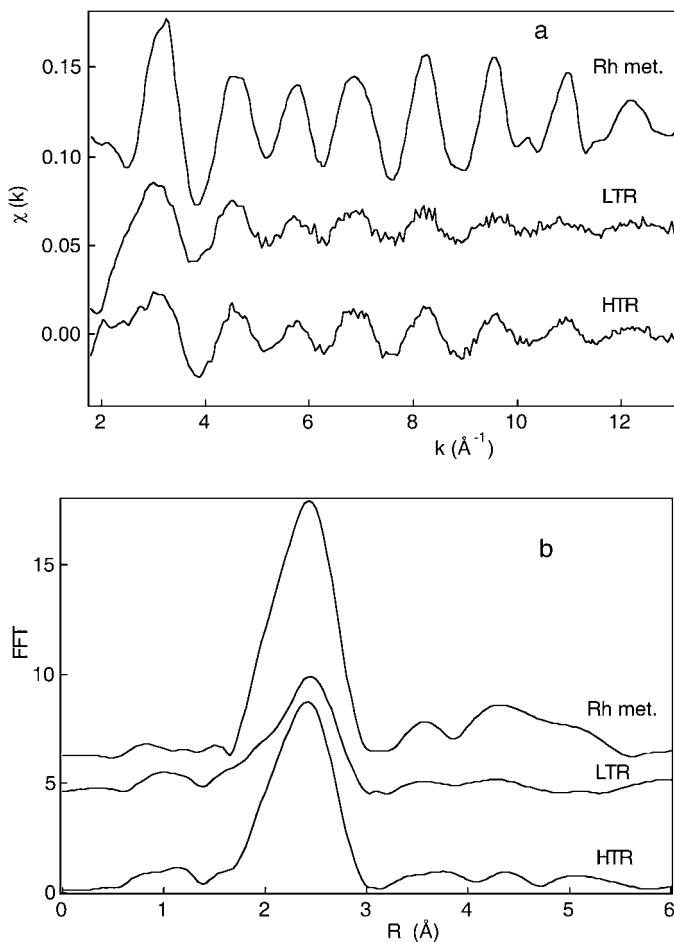 a
Rh met.
0.15
0.10
LTR
χ (k)
0.05
HTR
0.00
2 4 6 8 10 12
k (Å⁻¹)
b
15
FFT
10
Rh met.
5
LTR
HTR
0
0 1 2 3 4 5 6
R (Å)